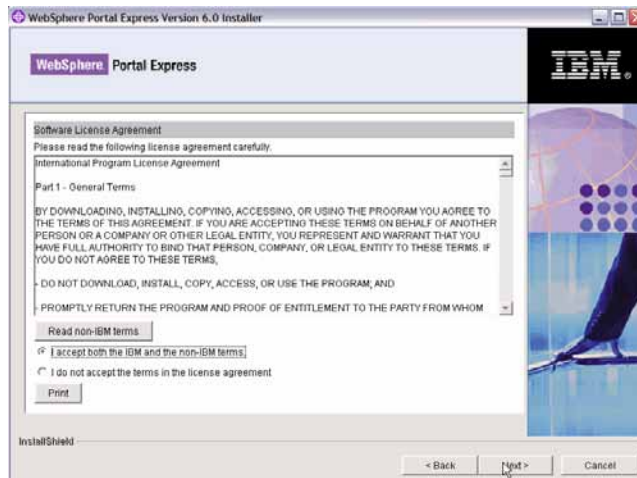 WebSphere Portal Express Version 6.0 Installer
WebSphere. Portal Express
IBM.
Software License Agreement
Please read the following license agreement carefully.
International Program License Agreement
Part 1 - General Terms
BY DOWNLOADING, INSTALLING, COPYING, ACCESSING, OR USING THE PROGRAM YOU AGREE TO
THE TERMS OF THIS AGREEMENT. IF YOU ARE ACCEPTING THESE TERMS ON BEHALF OF ANOTHER
PERSON OR A COMPANY OR OTHER LEGAL ENTITY, YOU REPRESENT AND WARRANT THAT YOU
HAVE FULL AUTHORITY TO BIND THAT PERSON, COMPANY, OR LEGAL ENTITY TO THESE TERMS. IF
YOU DO NOT AGREE TO THESE TERMS,
- DO NOT DOWNLOAD, INSTALL, COPY, ACCESS, OR USE THE PROGRAM; AND
- PROMPTLY RETURN THE PROGRAM AND PROOF OF ENTITLEMENT TO THE PARTY FROM WHOM
Read non-IBM terms
I accept both the IBM and the non-IBM terms.
I do not accept the terms in the license agreement
Print
InstallShield
< Back
Next >
Cancel